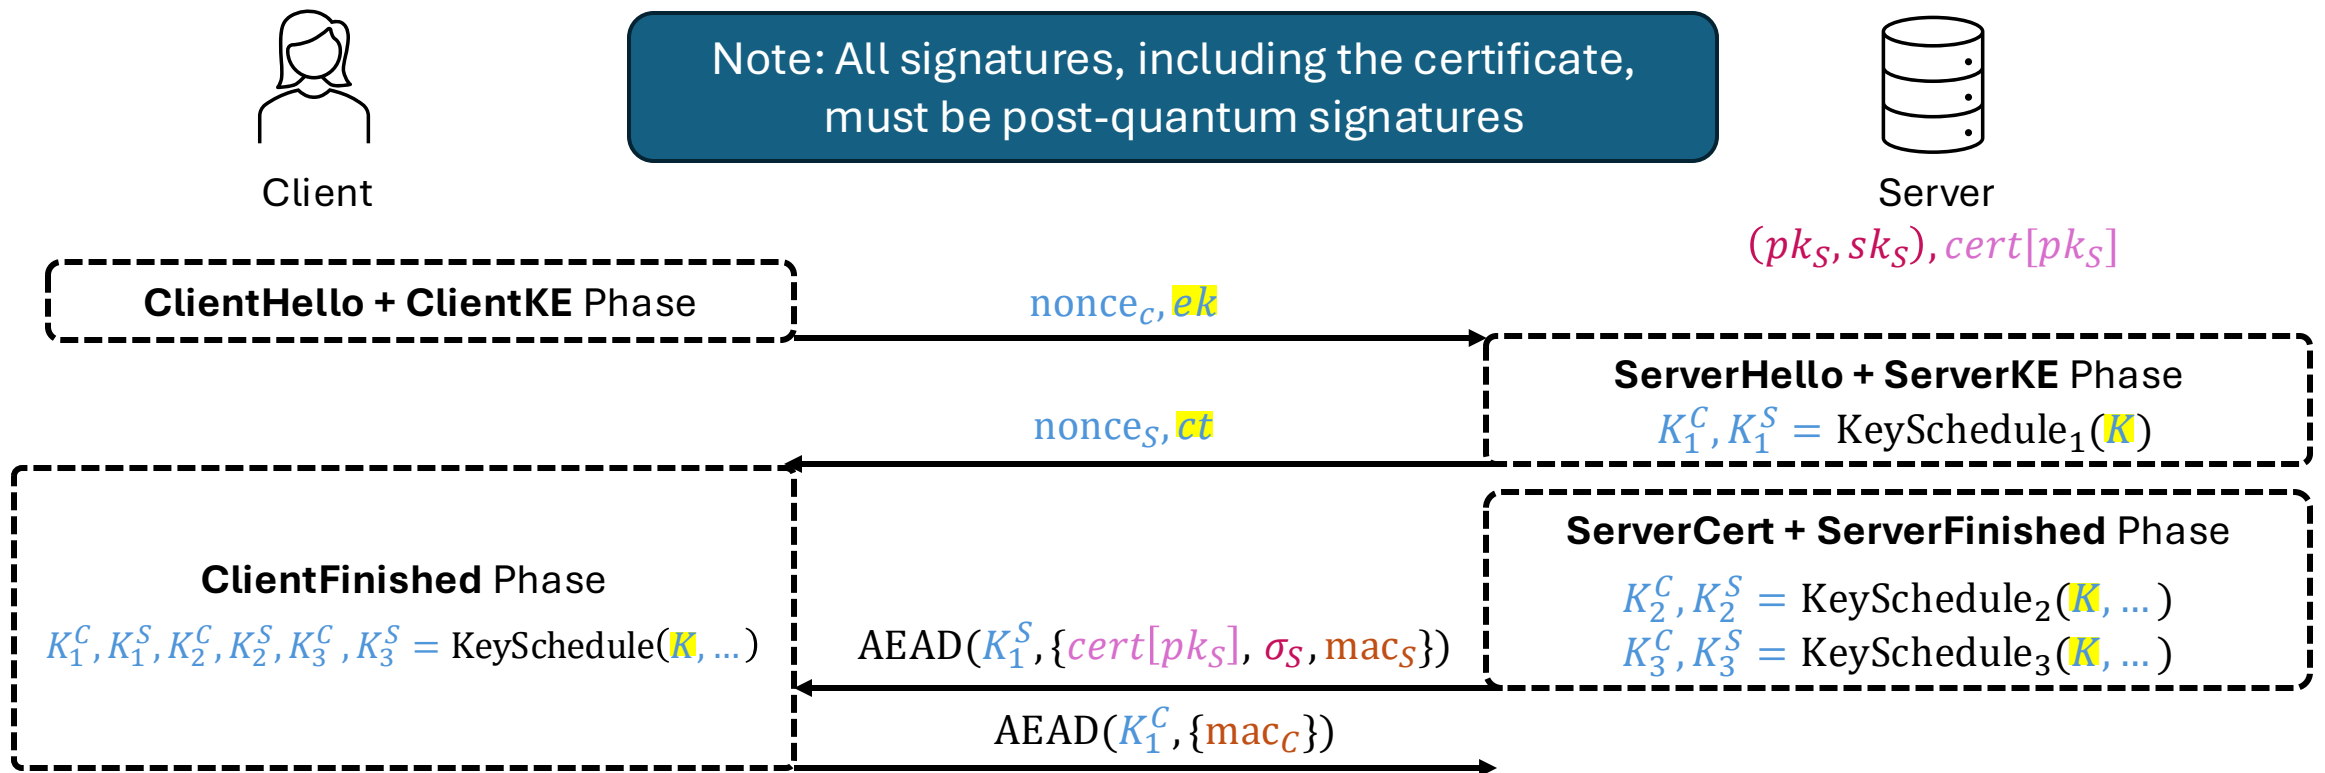 Note: All signatures, including the certificate,
must be post-quantum signatures
Client
Server
(pk_S, sk_S), cert[pk_S]
ClientHello + ClientKE Phase
nonce_c, ek
ServerHello + ServerKE Phase
K_1^C, K_1^S = KeySchedule_1(K)
nonce_S, ct
ServerCert + ServerFinished Phase
K_2^C, K_2^S = KeySchedule_2(K, …)
K_3^C, K_3^S = KeySchedule_3(K, …)
AEAD(K_1^S, {cert[pk_S], σ_S, mac_S})
ClientFinished Phase
K_1^C, K_1^S, K_2^C, K_2^S, K_3^C, K_3^S = KeySchedule(K, …)
AEAD(K_1^C, {mac_C})